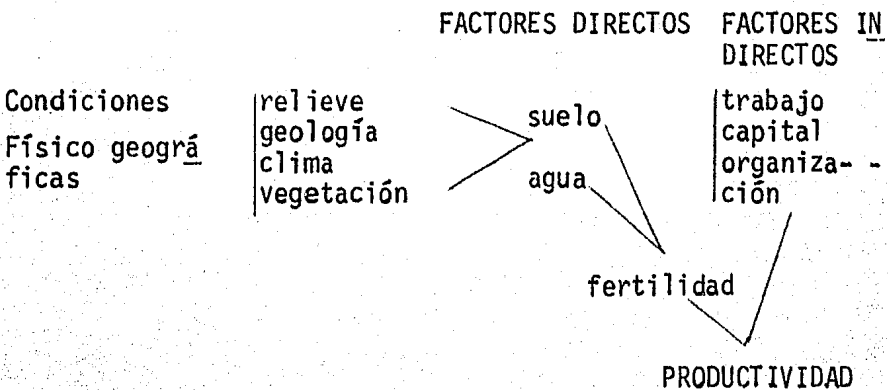 FACTORES DIRECTOS FACTORES IN
DIRECTOS
Condiciones
Físico geográ
ficas
relieve
geología
clima
vegetación
suelo
agua
trabajo
capital
organiza- -
ción
fertilidad
PRODUCTIVIDAD